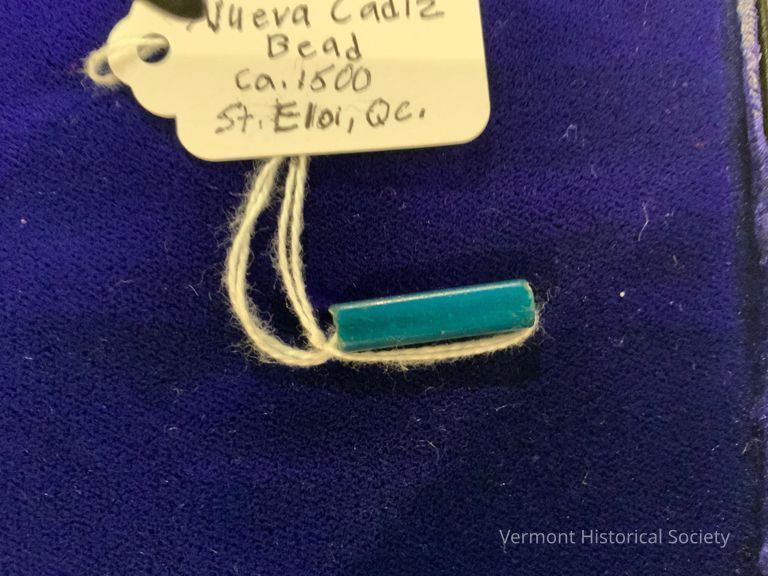 Nueva Cadiz
Bead
ca. 1500
St. Eloi, Qc.
Vermont Historical Society